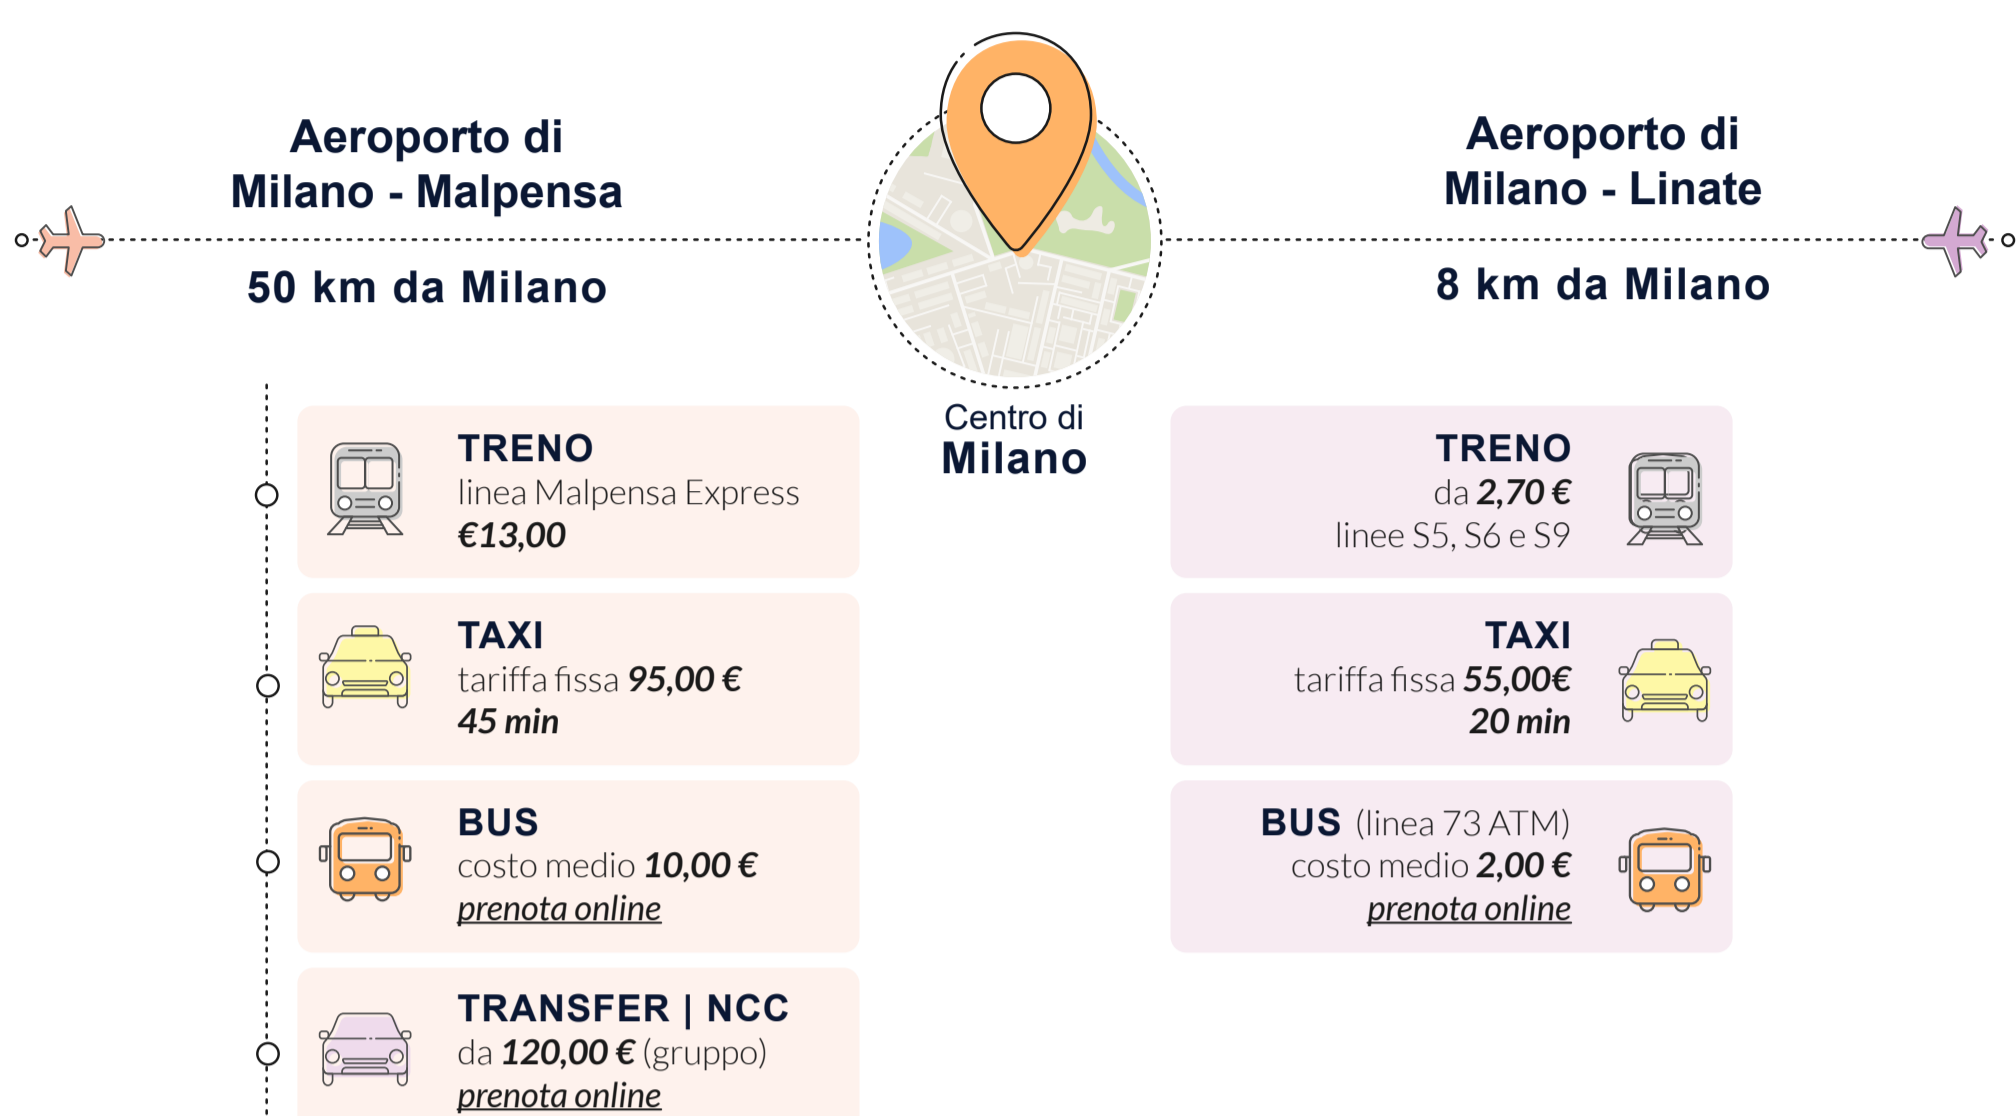 Aeroporto di
Milano - Malpensa
50 km da Milano
Centro di
Milano
Aeroporto di
Milano - Linate
8 km da Milano
TRENO
linea Malpensa Express
€13,00
TAXI
tariffa fissa 95,00 €
45 min
BUS
costo medio 10,00 €
prenota online
TRANSFER | NCC
da 120,00 € (gruppo)
prenota online
TRENO
da 2,70 €
linee S5, S6 e S9
TAXI
tariffa fissa 55,00€
20 min
BUS (linea 73 ATM)
costo medio 2,00 €
prenota online